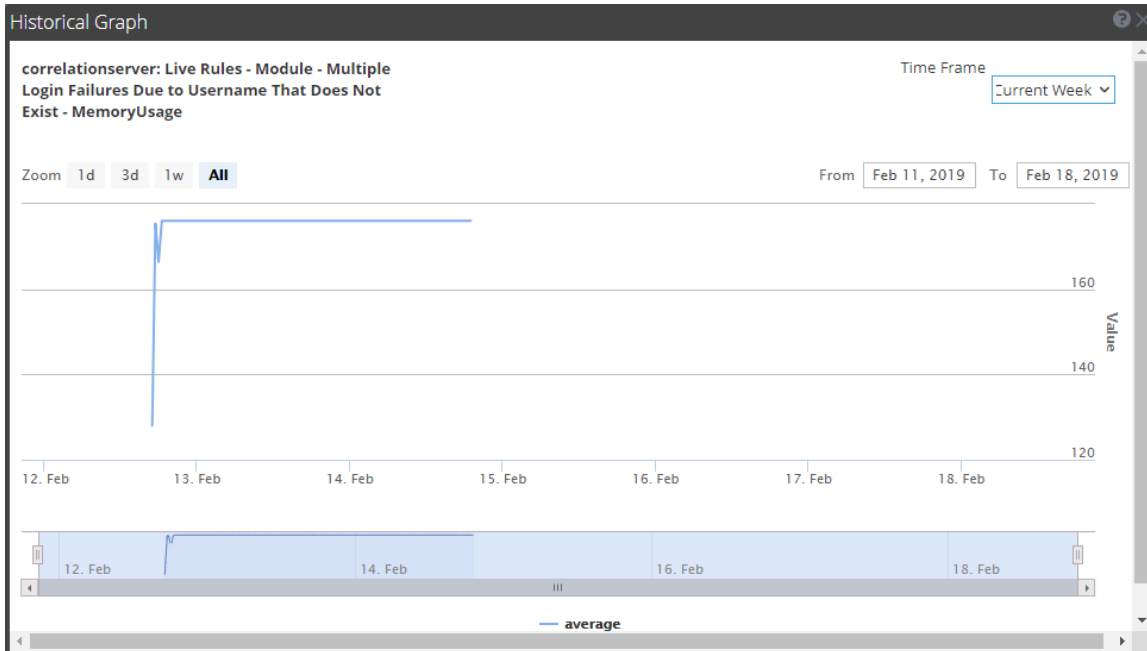 Historical Graph
correlationserver: Live Rules - Module - Multiple
Login Failures Due to Username That Does Not
Exist - MemoryUsage
Time Frame
Current Week
Zoom 1d 3d 1w All
From Feb 11, 2019 To Feb 18, 2019
160
Value
140
120
12. Feb 13. Feb 14. Feb 15. Feb 16. Feb 17. Feb 18. Feb
12. Feb 14. Feb 16. Feb 18. Feb
average